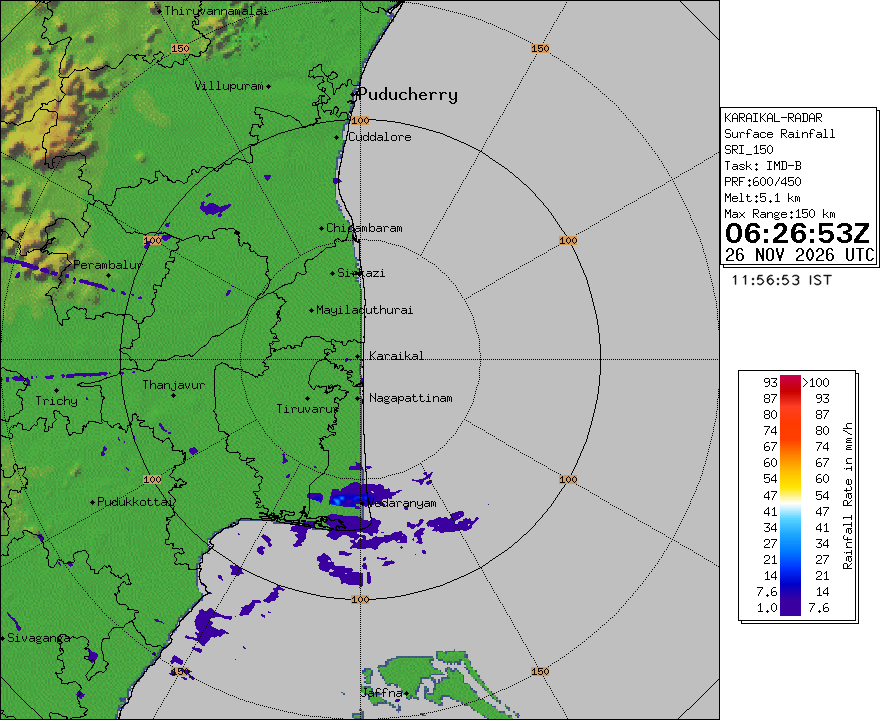 Thiruvannamalai
150
150
Villupuram
Puducherry
100
Cuddalore
Chidambaram
100
100
Perambalur
Sirkazi
Mayiladuthurai
Karaikal
Thanjavur
Trichy
Tiruvarur
Nagapattinam
100
100
Pudukkottai
Vedaranyam
100
Sivaganga
150
150
Jaffna
KARAIKAL-RADAR
Surface Rainfall
SRI_150
Task: IMD-B
PRF:600/450
Melt:5.1 km
Max Range:150 km
06:26:53Z
26 NOV 2026 UTC
11:56:53 IST
93 >100
87 93
80 87
74 80
67 74
60 67
54 60
47 54
41 47
34 41
27 34
21 27
14 21
7.6 14
1.0 7.6
Rainfall Rate in mm/h